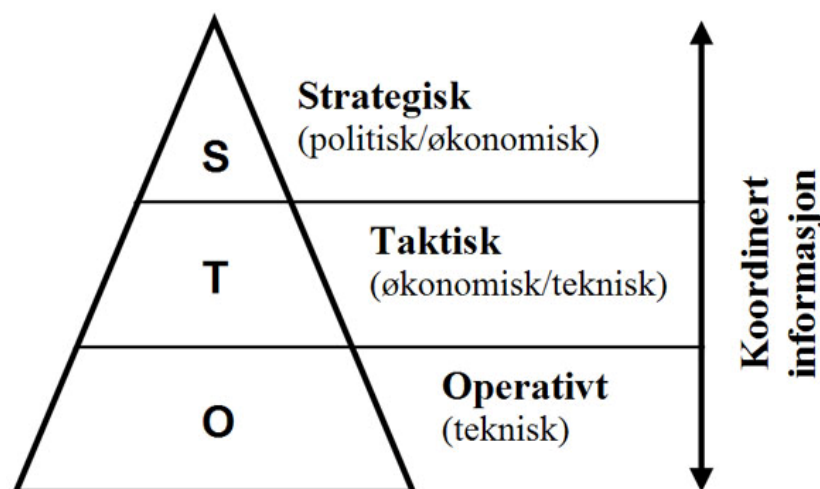 S
Strategisk
(politisk/økonomisk)
T
Taktisk
(økonomisk/teknisk)
O
Operativt
(teknisk)
Koordinert
informasjon